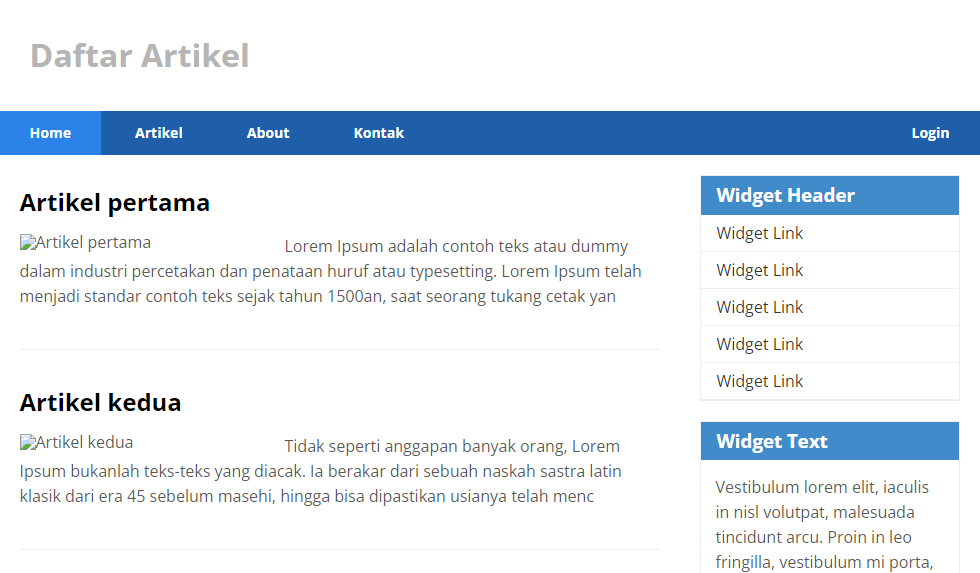 Daftar Artikel
Home Artikel About Kontak Login
Artikel pertama
Artikel pertama Lorem Ipsum adalah contoh teks atau dummy
dalam industri percetakan dan penataan huruf atau typesetting. Lorem Ipsum telah
menjadi standar contoh teks sejak tahun 1500an, saat seorang tukang cetak yan
Artikel kedua
Artikel kedua Tidak seperti anggapan banyak orang, Lorem
Ipsum bukanlah teks-teks yang diacak. Ia berakar dari sebuah naskah sastra latin
klasik dari era 45 sebelum masehi, hingga bisa dipastikan usianya telah menc
Widget Header
Widget Link
Widget Link
Widget Link
Widget Link
Widget Link
Widget Text
Vestibulum lorem elit, iaculis
in nisl volutpat, malesuada
tincidunt arcu. Proin in leo
fringilla, vestibulum mi porta,